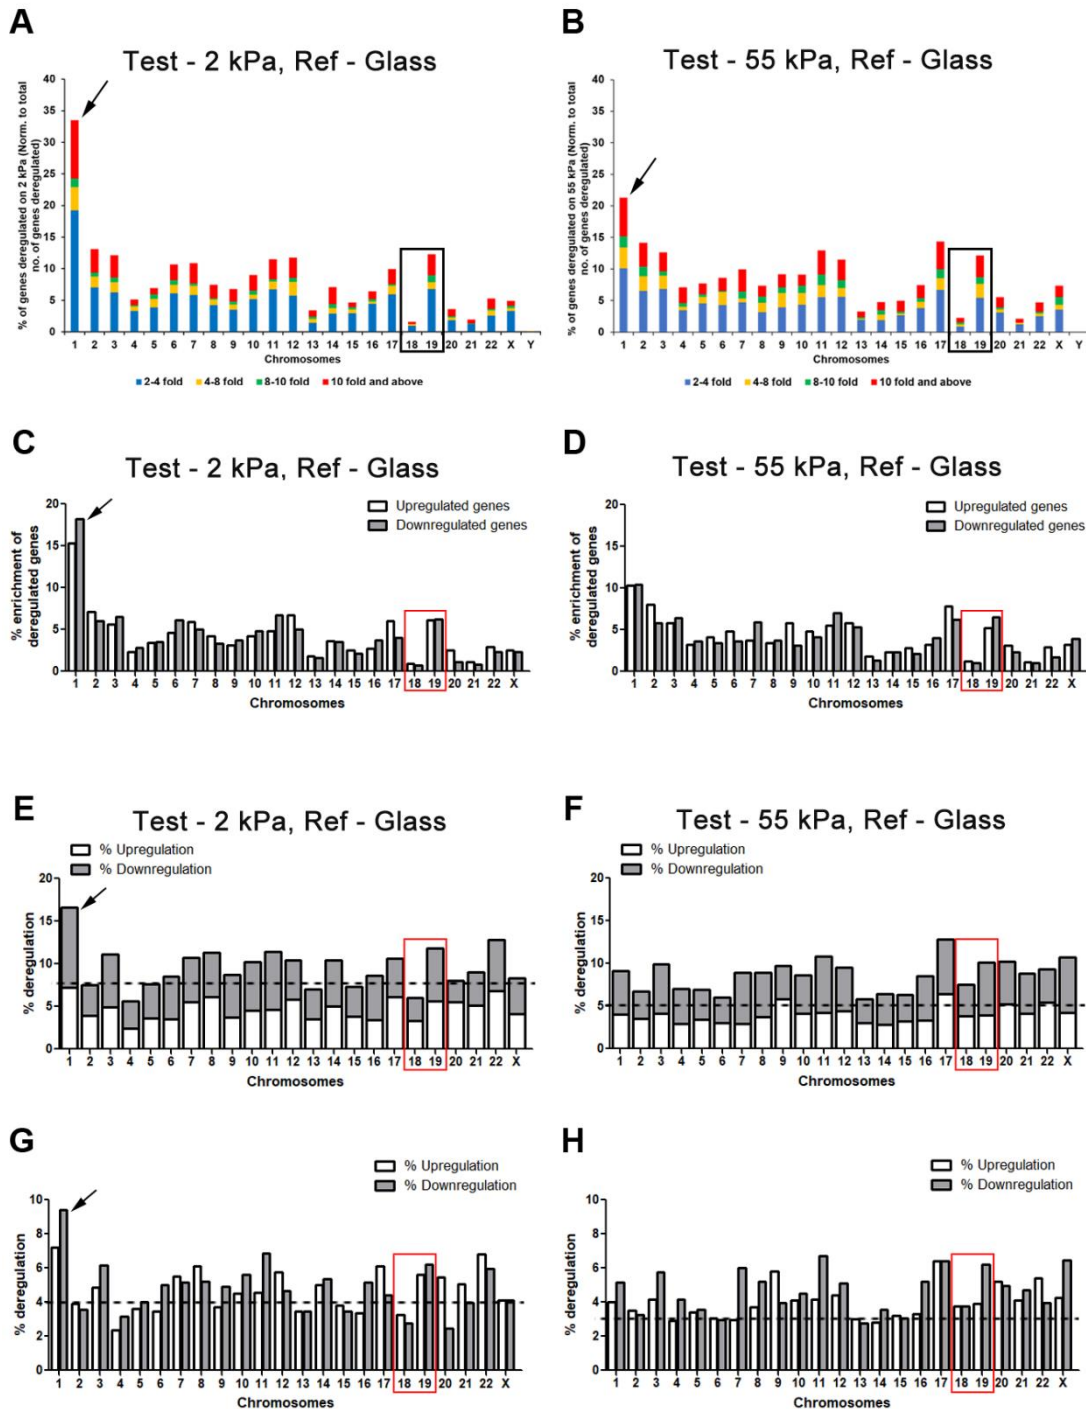 A
Test - 2 kPa, Ref - Glass
% of genes deregulated on 2 kPa (Norm. to total
no. of genes deregulated)
40
35
30
25
20
15
10
5
0
1 2 3 4 5 6 7 8 9 10 11 12 13 14 15 16 17 18 19 20 21 22 X Y
Chromosomes
2-4 fold 4-8 fold 8-10 fold 10 fold and above
B
Test - 55 kPa, Ref - Glass
% of genes deregulated on 55 kPa (Norm. to total
no. of genes deregulated)
40
35
30
25
20
15
10
5
0
1 2 3 4 5 6 7 8 9 10 11 12 13 14 15 16 17 18 19 20 21 22 X Y
Chromosomes
2-4 fold 4-8 fold 8-10 fold 10 fold and above
C
Test - 2 kPa, Ref - Glass
Upregulated genes
Downregulated genes
% enrichment of
deregulated genes
20
15
10
5
0
1 2 3 4 5 6 7 8 9 10 11 12 13 14 15 16 17 18 19 20 21 22 X
Chromosomes
D
Test - 55 kPa, Ref - Glass
Upregulated genes
Downregulated genes
% enrichment of
deregulated genes
20
15
10
5
0
1 2 3 4 5 6 7 8 9 10 11 12 13 14 15 16 17 18 19 20 21 22 X
Chromosomes
E
Test - 2 kPa, Ref - Glass
% Upregulation
% Downregulation
% deregulation
20
15
10
5
0
1 2 3 4 5 6 7 8 9 10 11 12 13 14 15 16 17 18 19 20 21 22 X
Chromosomes
F
Test - 55 kPa, Ref - Glass
% Upregulation
% Downregulation
% deregulation
20
15
10
5
0
1 2 3 4 5 6 7 8 9 10 11 12 13 14 15 16 17 18 19 20 21 22 X
Chromosomes
G
% Upregulation
% Downregulation
% deregulation
10
8
6
4
2
0
1 2 3 4 5 6 7 8 9 10 11 12 13 14 15 16 17 18 19 20 21 22 X
Chromosomes
H
% Upregulation
% Downregulation
% deregulation
10
8
6
4
2
0
1 2 3 4 5 6 7 8 9 10 11 12 13 14 15 16 17 18 19 20 21 22 X
Chromosomes